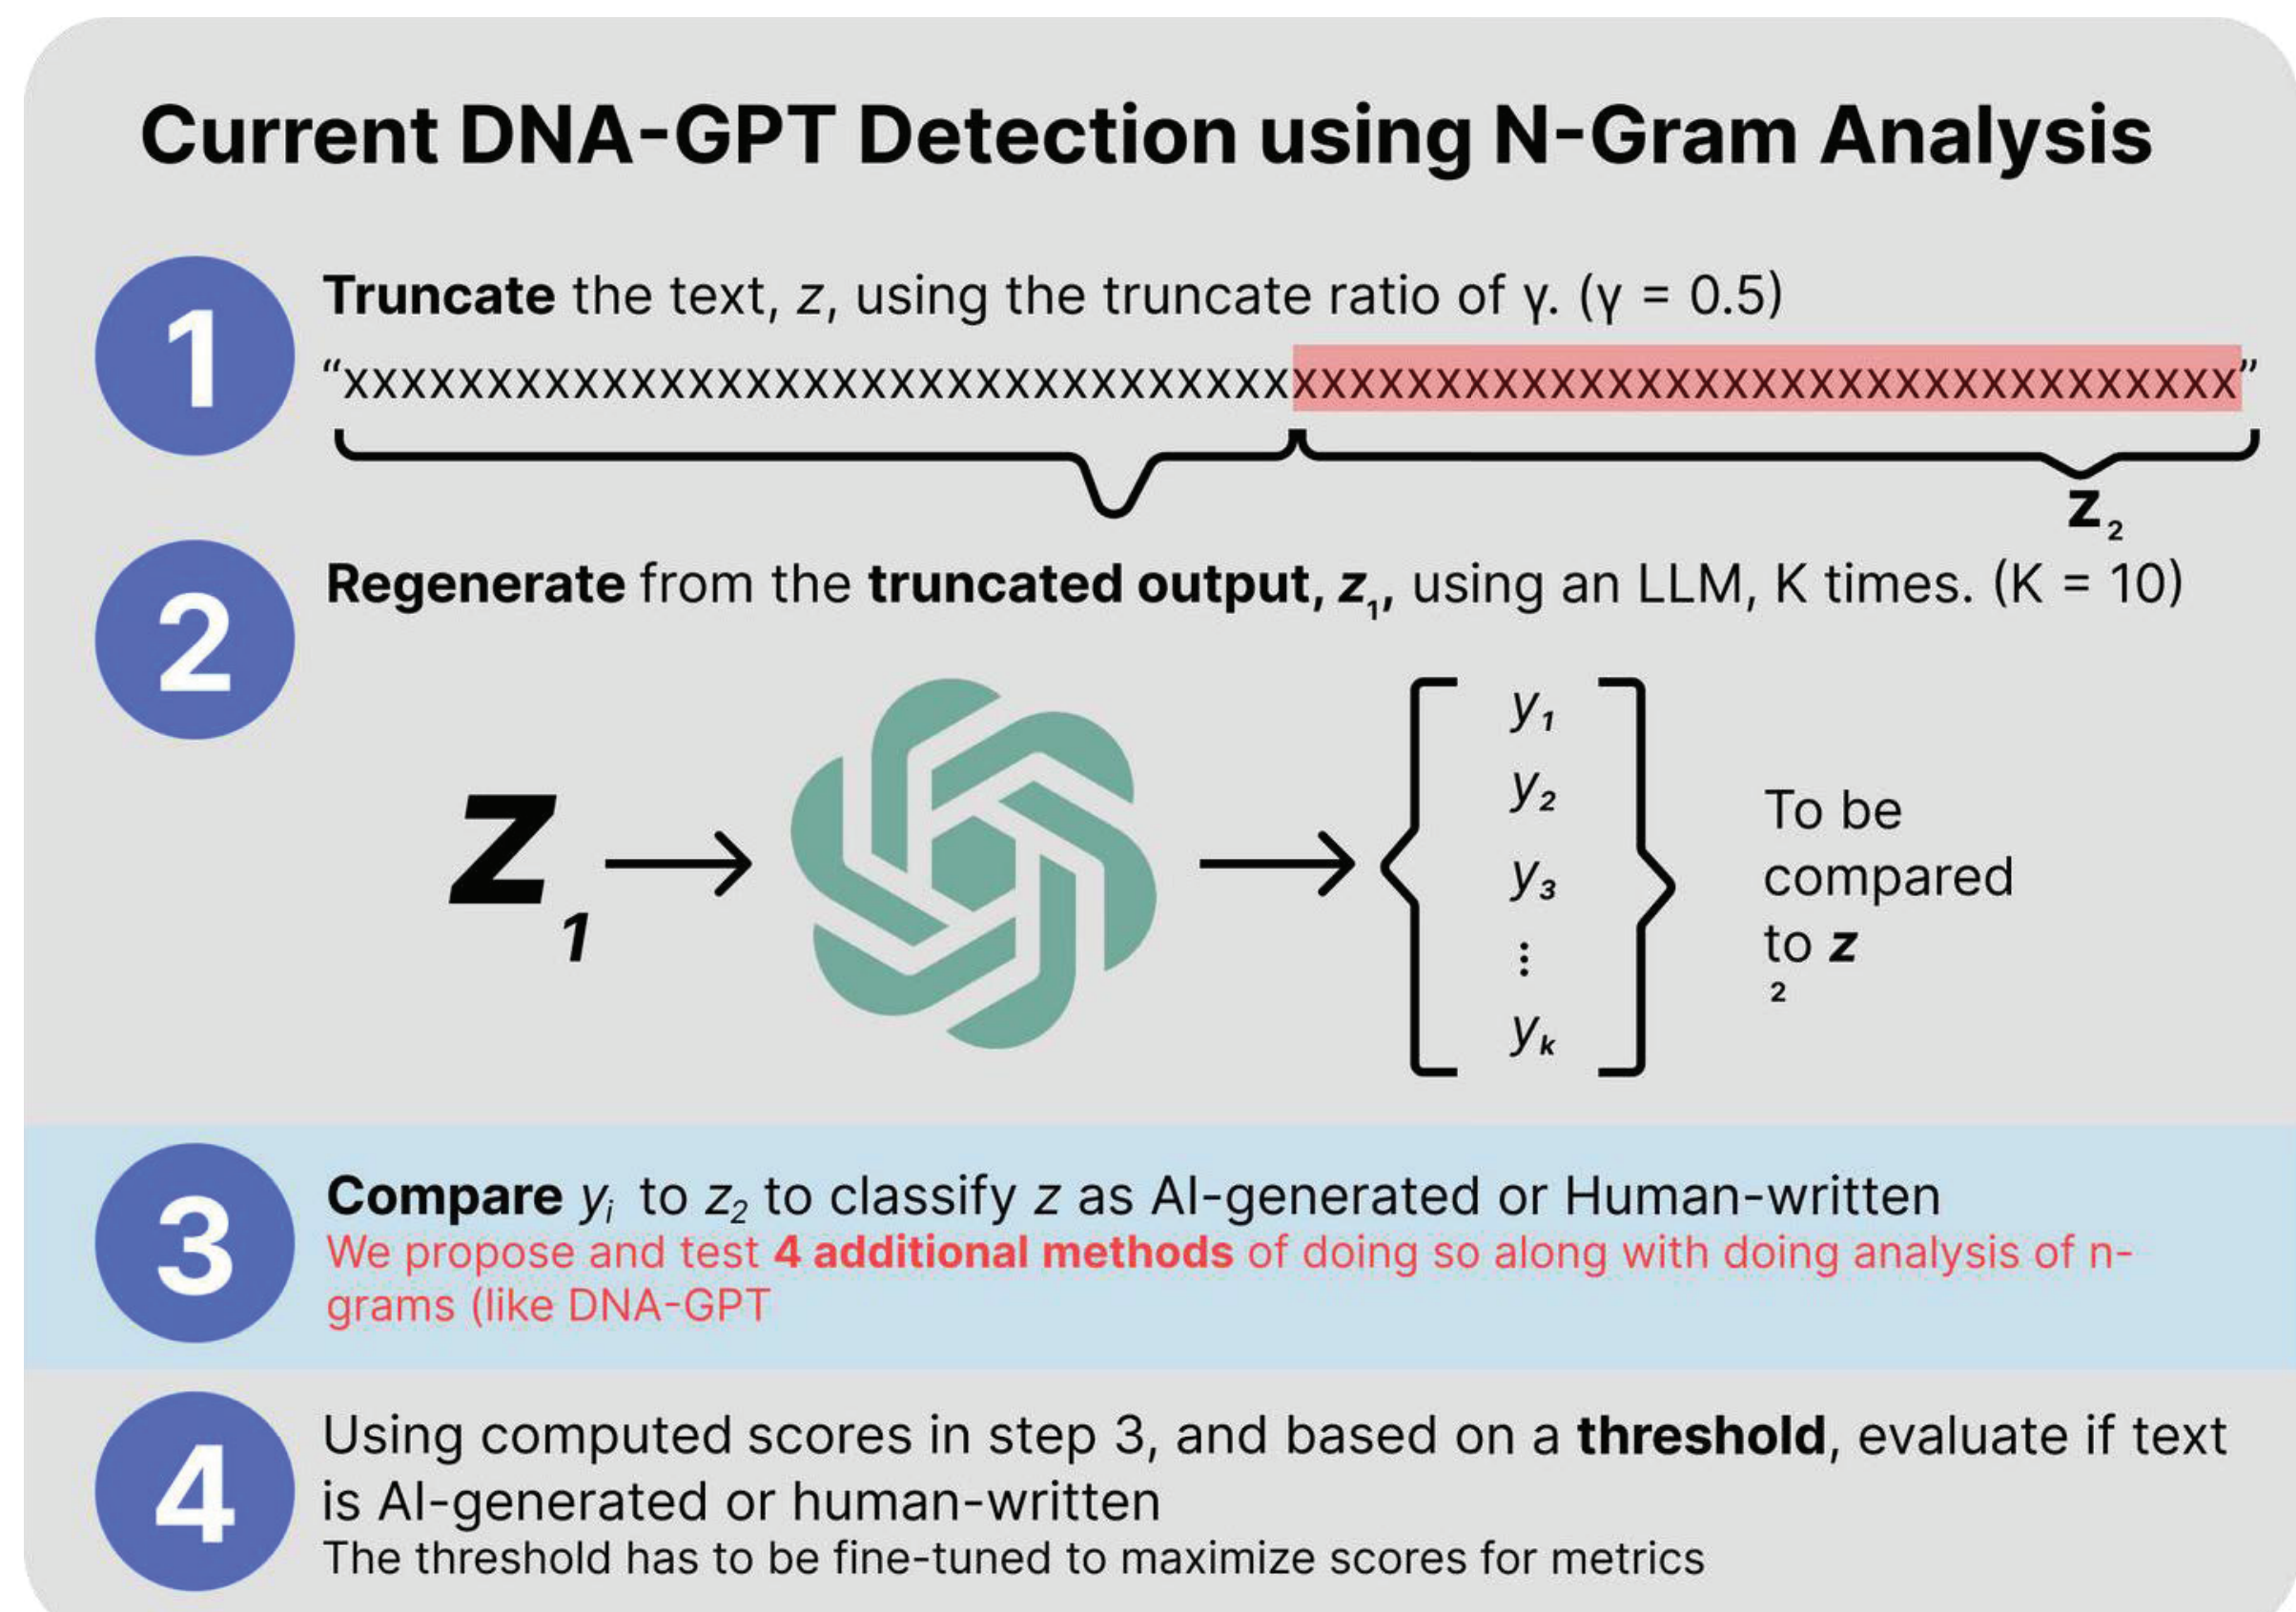 Current DNA-GPT Detection using N-Gram Analysis
1
Truncate the text, z, using the truncate ratio of γ. (γ = 0.5)
“xxxxxxxxxxxxxxxxxxxxxxxxxxxxxxxxxxxxxxxxxxxxxxxxxxxxxxxxxxxxxxxxxx”
z₂
2
Regenerate from the truncated output, z₁, using an LLM, K times. (K = 10)
z₁
y₁
y₂
y₃
⋮
yₖ
To be
compared
to z
₂
3
Compare yᵢ to z₂ to classify z as AI-generated or Human-written
We propose and test 4 additional methods of doing so along with doing analysis of n-
grams (like DNA-GPT
4
Using computed scores in step 3, and based on a threshold, evaluate if text
is AI-generated or human-written
The threshold has to be fine-tuned to maximize scores for metrics